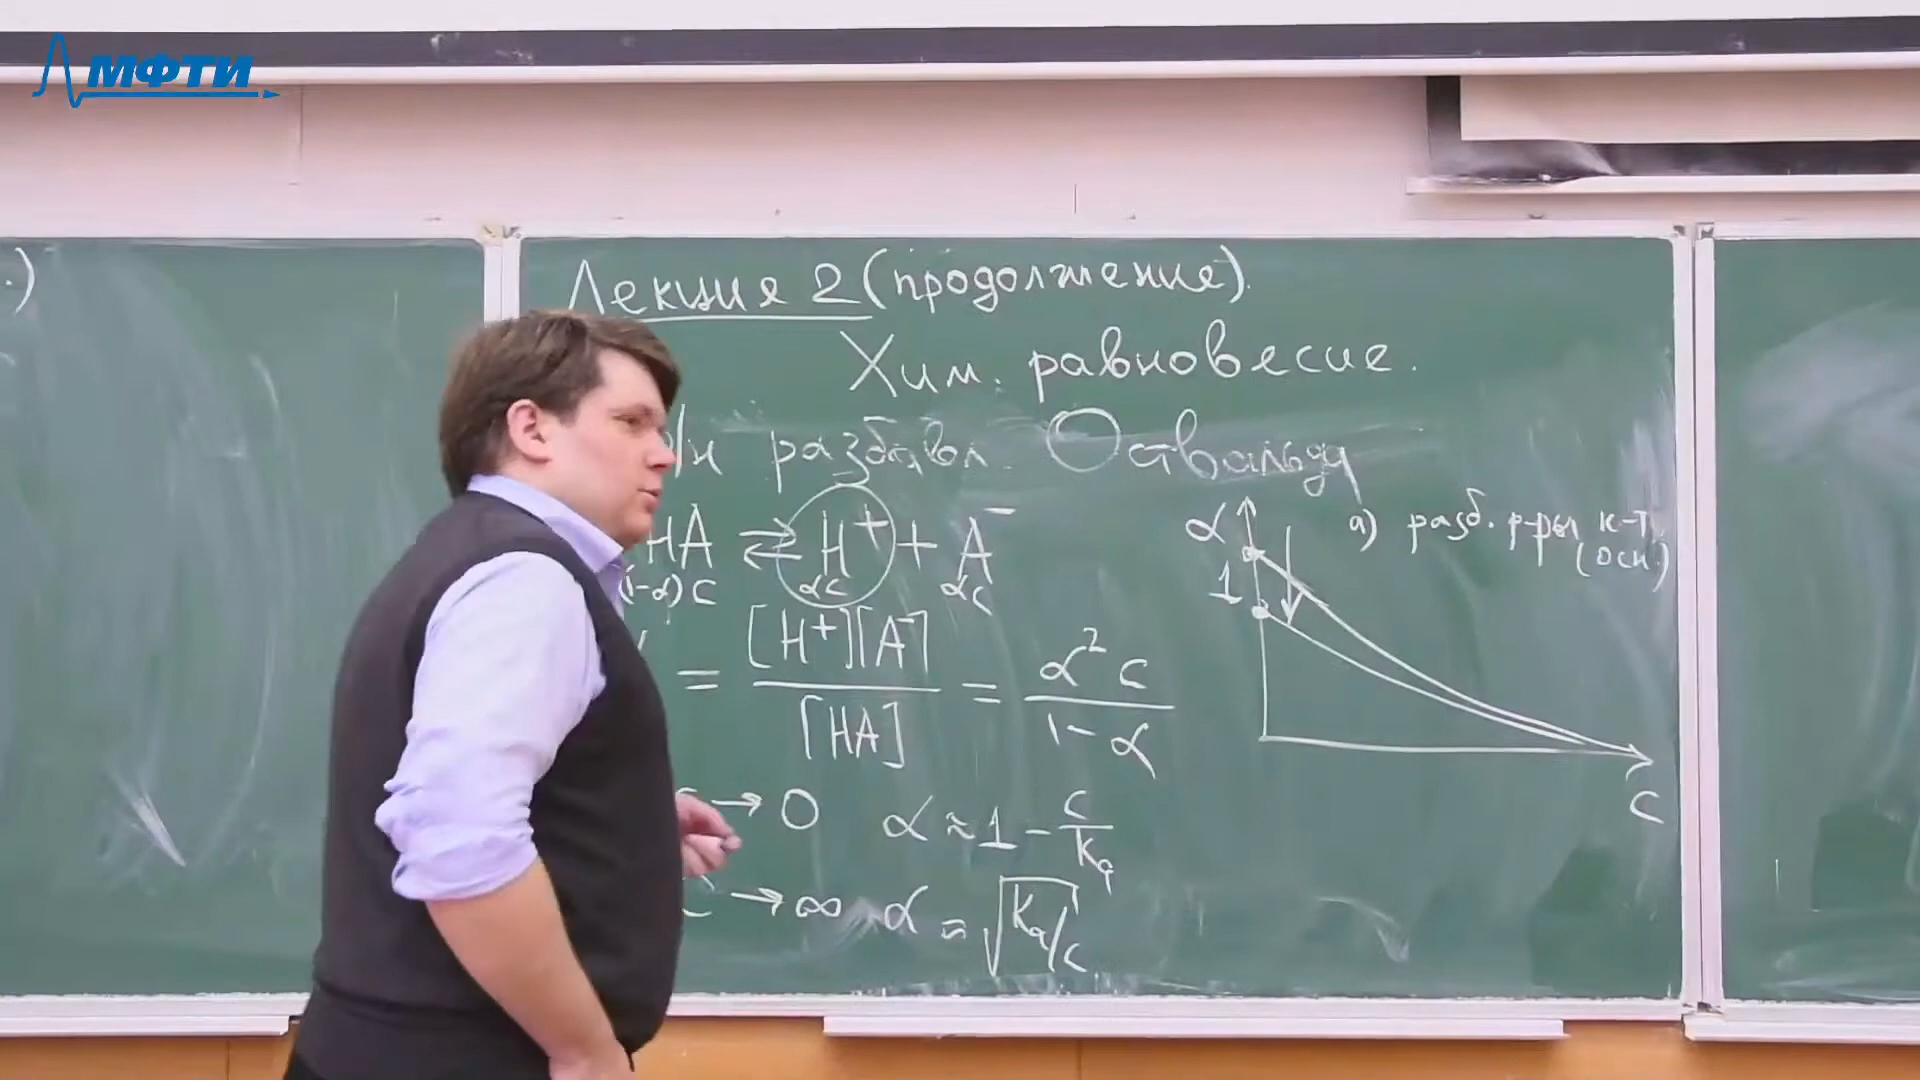 МФТИ
.)
Лекция 2 (продолжение).
Хим. равновесие.
з/н разбавл. Оствальда
HA ⇌ H⁺ + A⁻
(1-α)c αc αc
= [H⁺][A⁻] / [HA] = α²c / 1-α
c → 0 α ≈ 1 - c/Kₐ
c → ∞ α ≈ √(Kₐ/c)
α
1
c
а) разб. р-ры к-т
(осн.)